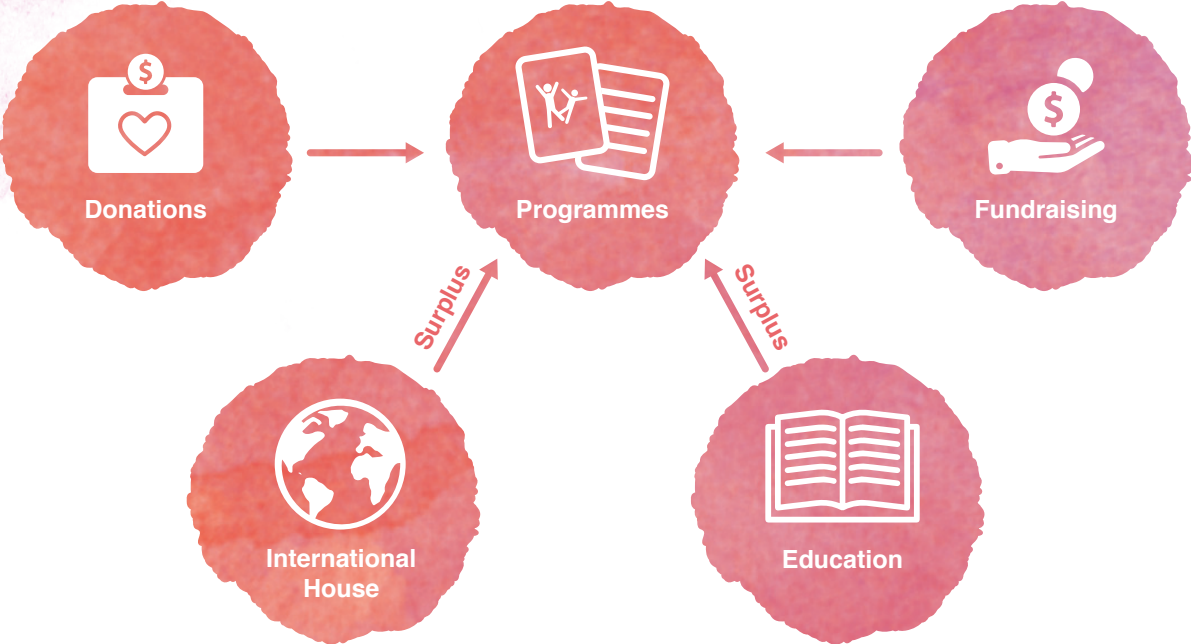 $
$
Donations
Programmes
Fundraising
Surplus
Surplus
International
House
Education